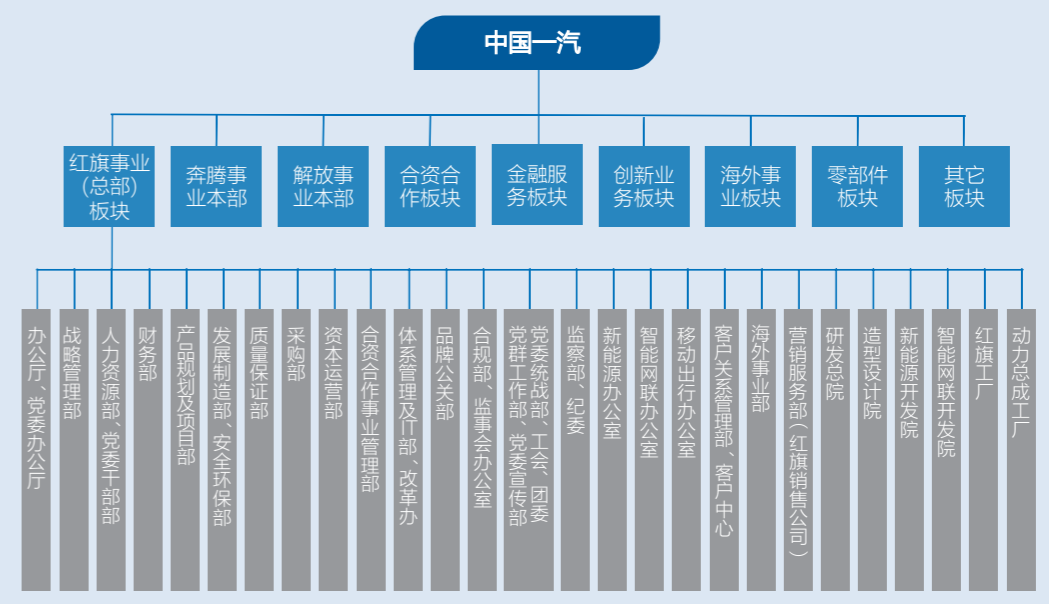 中国一汽
红旗事业
(总部)
板块
奔腾事
业本部
解放事
业本部
合资合
作板块
金融服
务板块
创新业
务板块
海外事
业板块
零部件
板块
其它
板块
办公厅、党委办公厅
战略管理部
人力资源部、党委干部部
财务部
产品规划及项目部
发展制造部、安全环保部
质量保证部
采购部
资本运营部
合资合作事业管理部
体系管理及IT部、改革办
品牌公关部
合规部、监事会办公室
党委统战部、工会、团委
党群工作部、党委宣传部
监察部、纪委
新能源办公室
智能网联办公室
移动出行办公室
客户关系管理部、客户中心
海外事业部
营销服务部(红旗销售公司)
研发总院
造型设计院
新能源开发院
智能网联开发院
红旗工厂
动力总成工厂